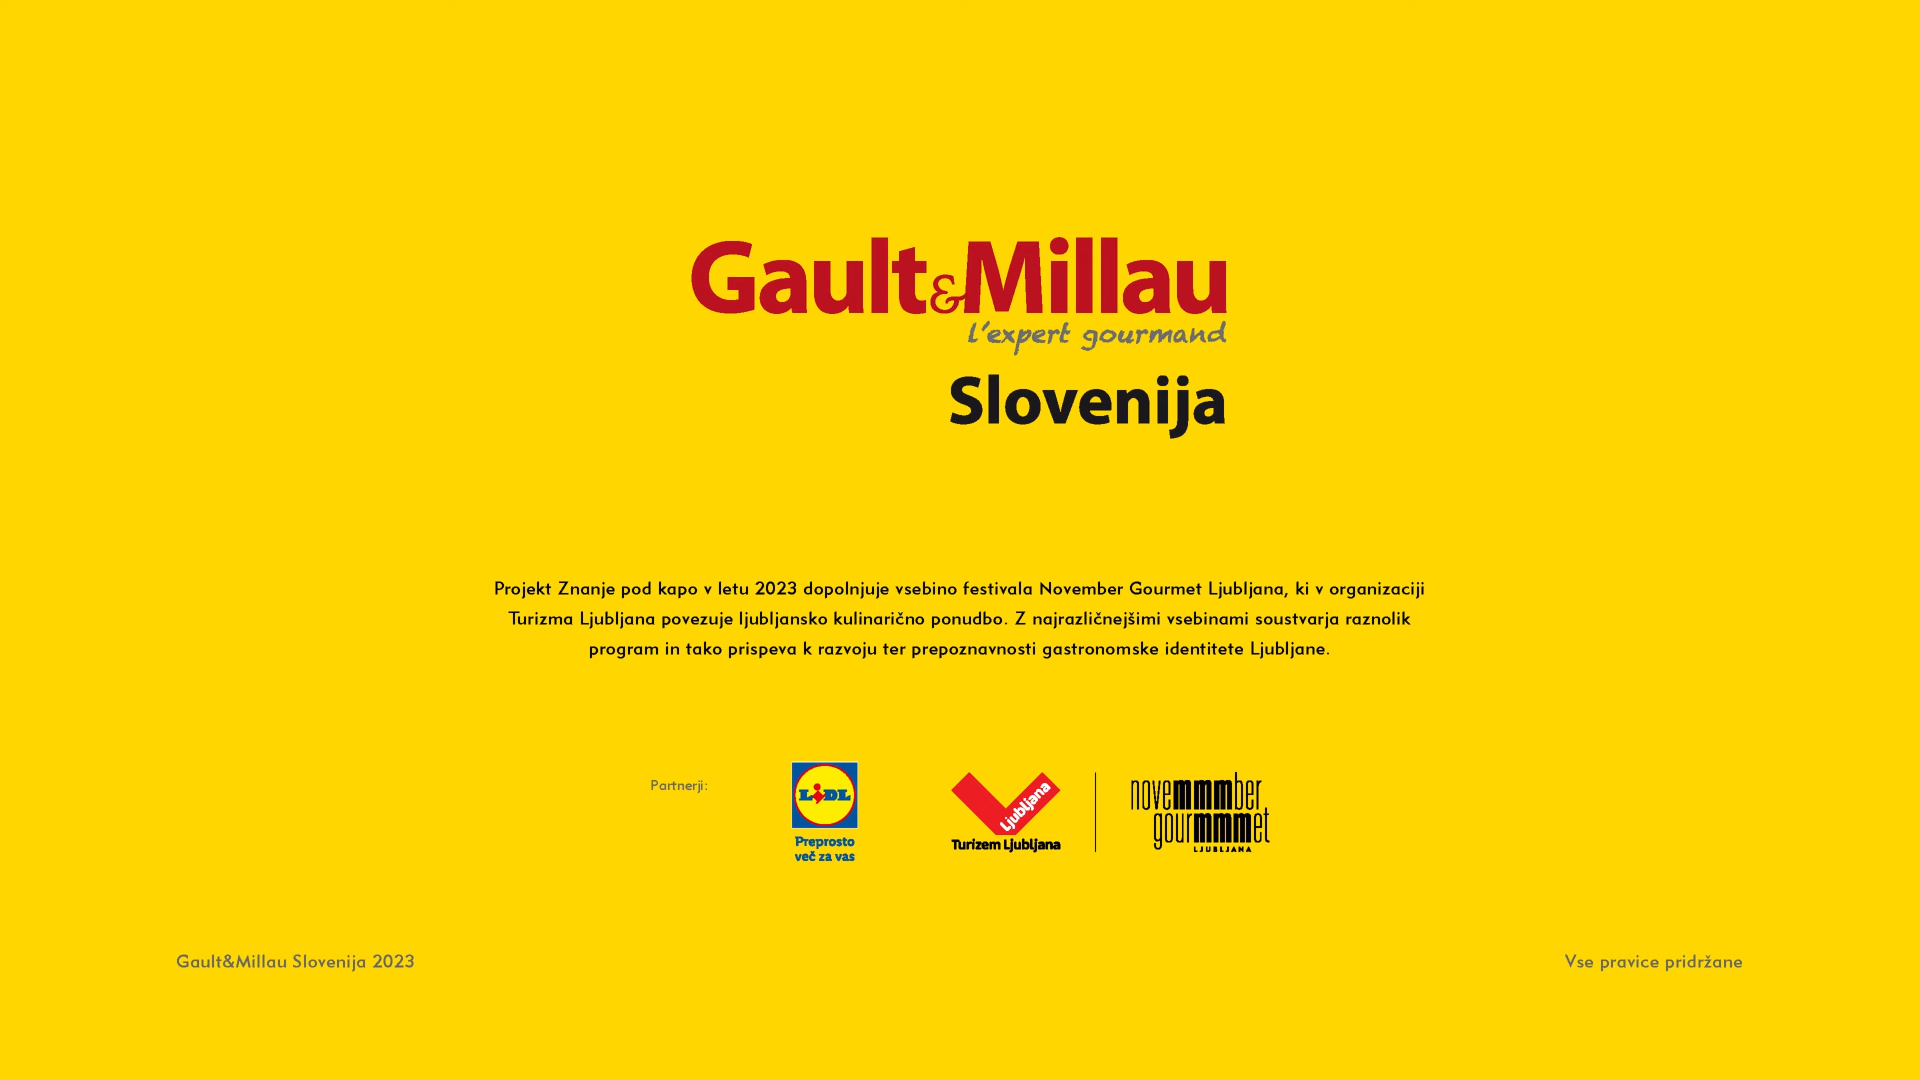 Gault&Millau
l'expert gourmand
Slovenija
Projekt Znanje pod kapo v letu 2023 dopolnjuje vsebino festivala November Gourmet Ljubljana, ki v organizaciji
Turizma Ljubljana povezuje ljubljansko kulinarično ponudbo. Z najrazličnejšimi vsebinami soustvarja raznolik
program in tako prispeva k razvoju ter prepoznavnosti gastronomske identitete Ljubljane.
Partnerji:
LIDL
Preprosto
več za vas
Ljubljana
Turizem Ljubljana
novemmmber
gourmmmet
LJUBLJANA
Gault&Millau Slovenija 2023
Vse pravice pridržane